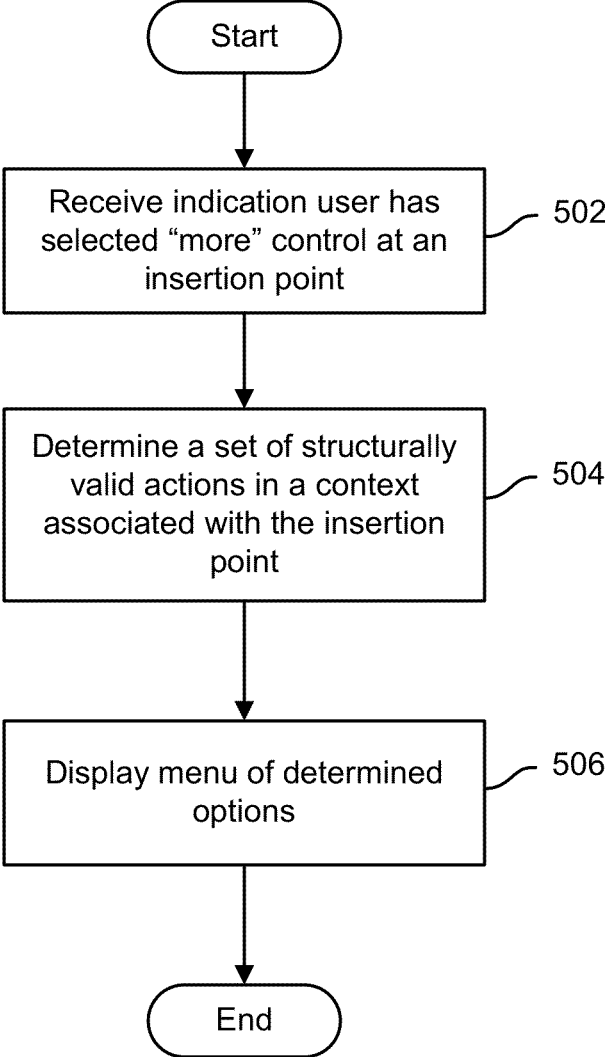 Start
Receive indication user has
selected “more” control at an
insertion point
502
Determine a set of structurally
valid actions in a context
associated with the insertion
point
504
Display menu of determined
options
506
End